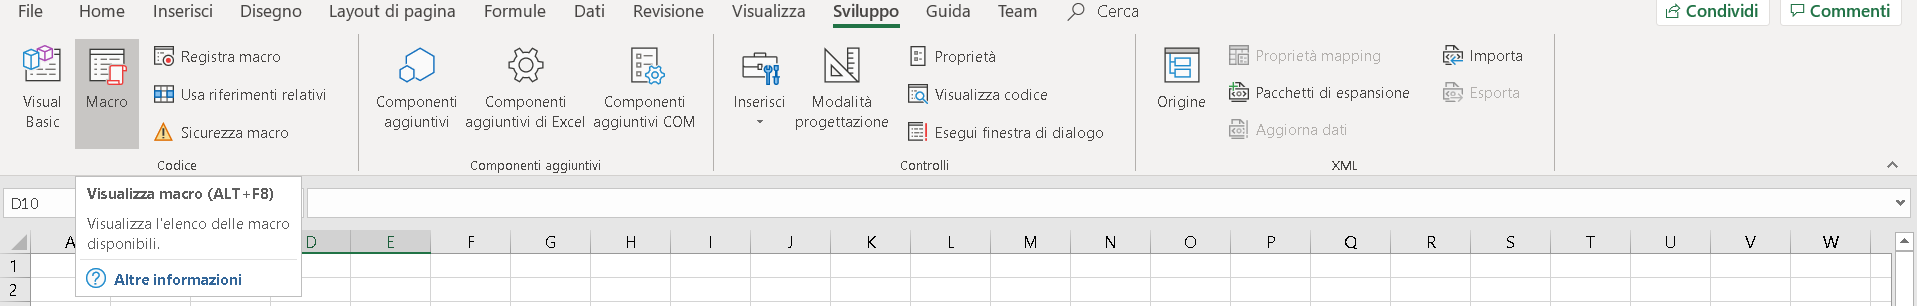 File Home Inserisci Disegno Layout di pagina Formule Dati Revisione Visualizza Sviluppo Guida Team Cerca Condividi Commenti
Visual Basic
Macro
Registra macro
Usa riferimenti relativi
Sicurezza macro
Codice
Componenti aggiuntivi
Componenti aggiuntivi di Excel
Componenti aggiuntivi COM
Componenti aggiuntivi
Inserisci
Modalità progettazione
Proprietà
Visualizza codice
Esegui finestra di dialogo
Controlli
Origine
Proprietà mapping
Pacchetti di espansione
Aggiorna dati
Importa
Esporta
XML
D10
Visualizza macro (ALT+F8)
Visualizza l'elenco delle macro
disponibili.
Altre informazioni
A D E F G H I J K L M N O P Q R S T U V W
1
2